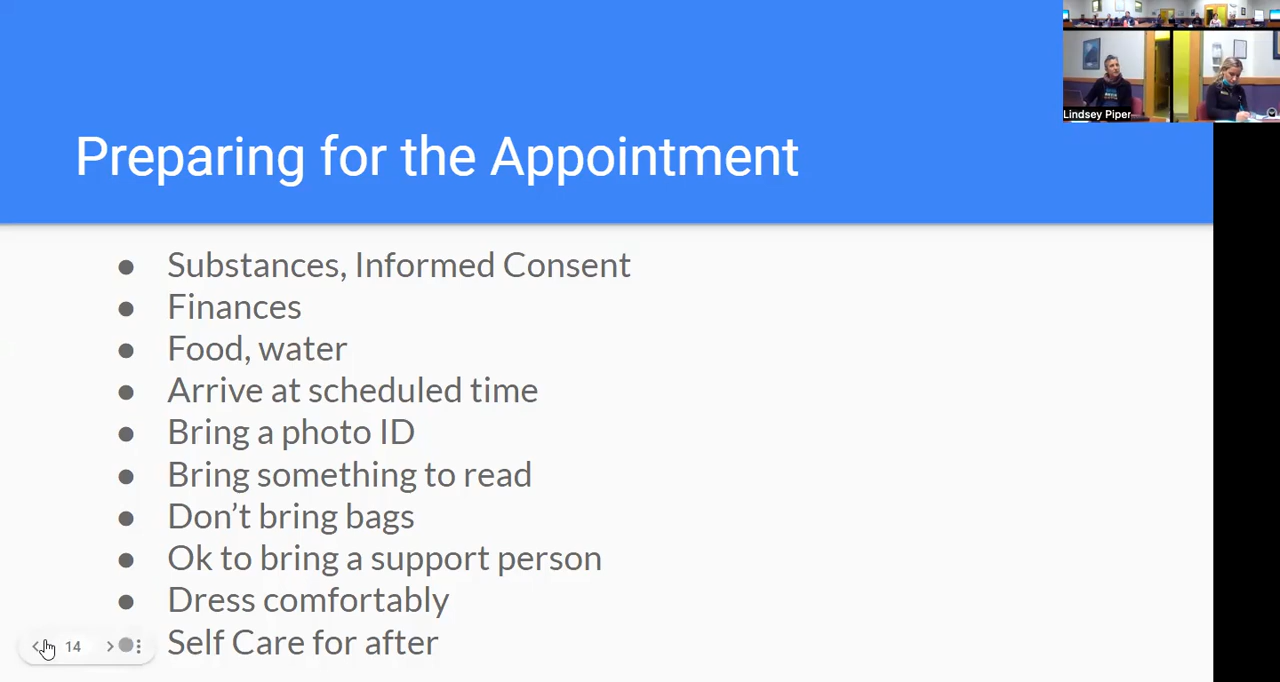 Lindsey Piper
Preparing for the Appointment
● Substances, Informed Consent
● Finances
● Food, water
● Arrive at scheduled time
● Bring a photo ID
● Bring something to read
● Don’t bring bags
● Ok to bring a support person
● Dress comfortably
● Self Care for after
14